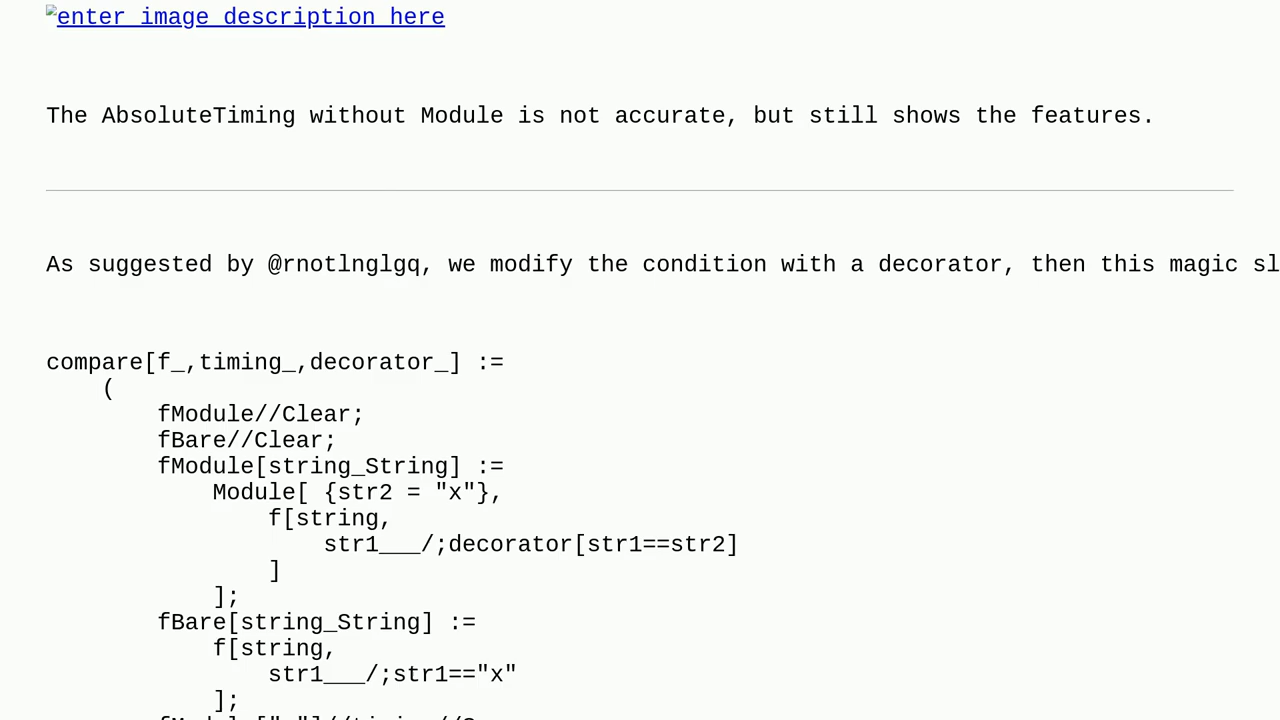 enter image description here
The AbsoluteTiming without Module is not accurate, but still shows the features.
As suggested by @rnotlnglgq, we modify the condition with a decorator, then this magic sl
compare[f_,timing_,decorator_] :=
    (
        fModule//Clear;
        fBare//Clear;
        fModule[string_String] :=
            Module[ {str2 = "x"},
                f[string,
                    str1___/;decorator[str1==str2]
                ]
            ];
        fBare[string_String] :=
            f[string,
                str1___/;str1=="x"
            ];